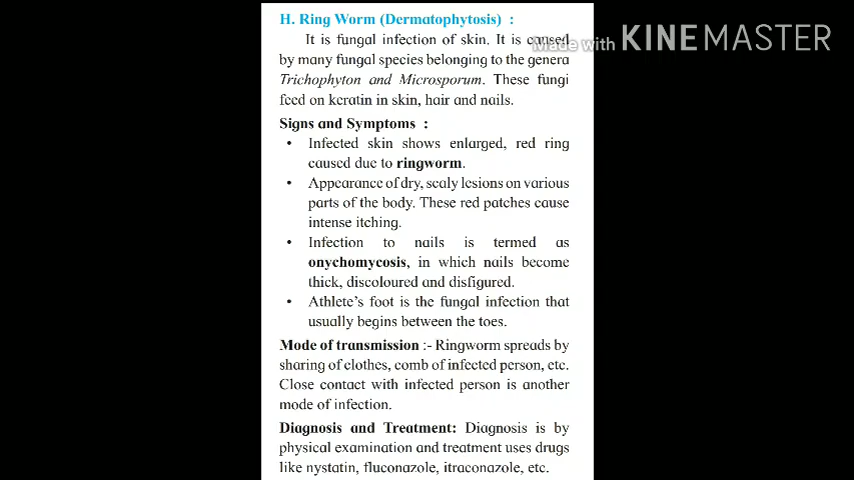 H. Ring Worm (Dermatophytosis) :
It is fungal infection of skin. It is caused
Made with KINEMASTER
by many fungal species belonging to the genera
Trichophyton and Microsporum. These fungi
feed on keratin in skin, hair and nails.
Signs and Symptoms :
• Infected skin shows enlarged, red ring
caused due to ringworm.
• Appearance of dry, scaly lesions on various
parts of the body. These red patches cause
intense itching.
• Infection to nails is termed as
onychomycosis, in which nails become
thick, discoloured and disfigured.
• Athlete's foot is the fungal infection that
usually begins between the toes.
Mode of transmission :- Ringworm spreads by
sharing of clothes, comb of infected person, etc.
Close contact with infected person is another
mode of infection.
Diagnosis and Treatment: Diagnosis is by
physical examination and treatment uses drugs
like nystatin, fluconazole, itraconazole, etc.